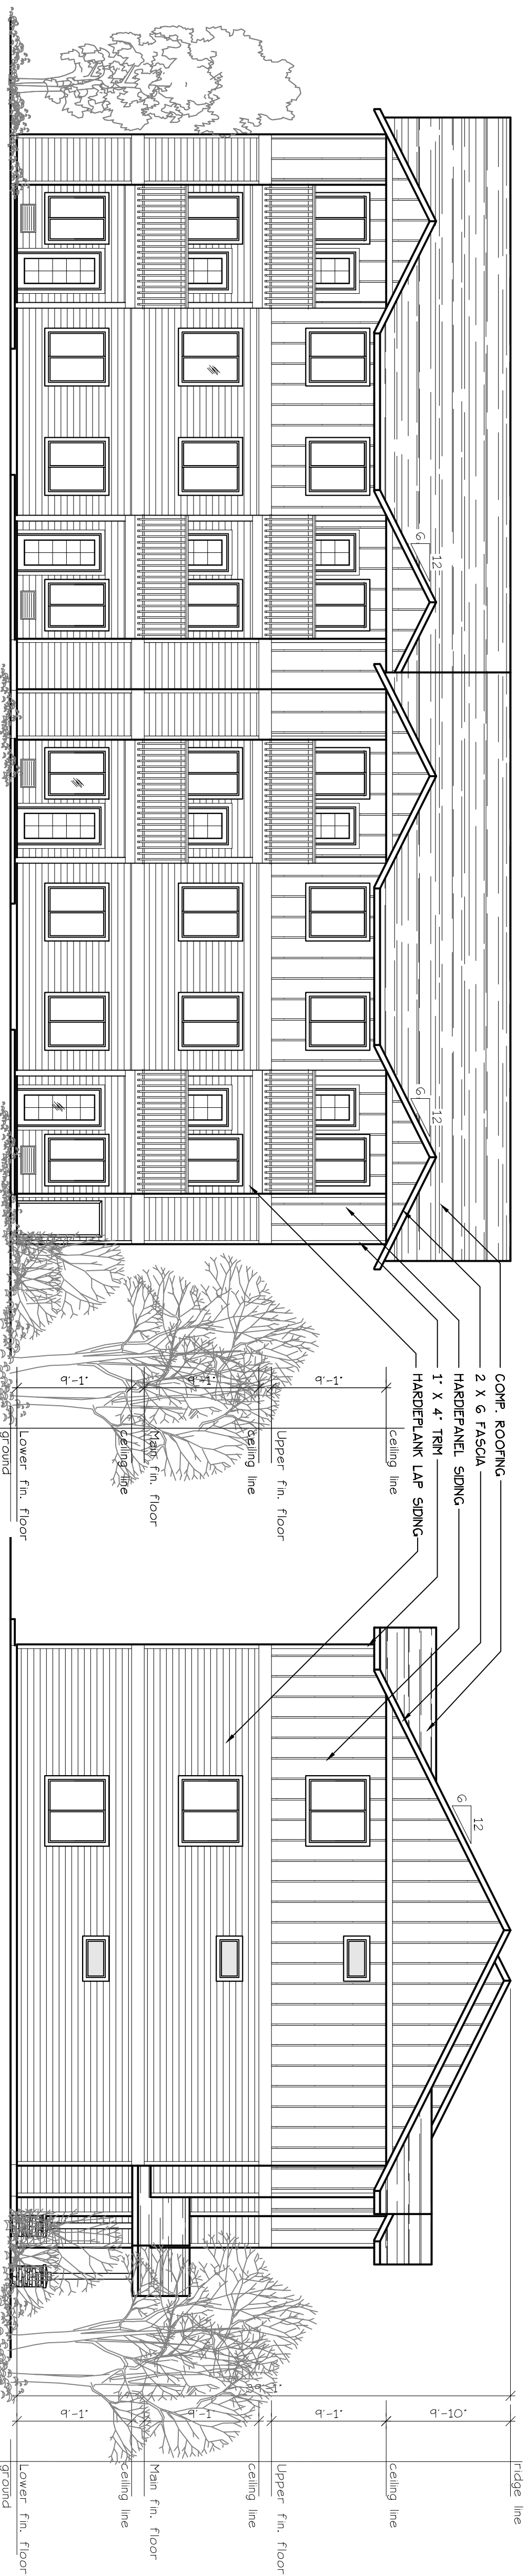 12
6
12
6
COMP. ROOFING
2 X 6 FASCIA
HARDIEPANEL SIDING
1" X 4" TRIM
HARDIEPLANK LAP SIDING
ceiling line
9'-1"
Upper fin. floor
ceiling line
9'-1"
Main fin. floor
ceiling line
9'-1"
Lower fin. floor
ground
12
6
ridge line
9'-10"
ceiling line
9'-1"
Upper fin. floor
ceiling line
9'-1"
Main fin. floor
ceiling line
9'-1"
Lower fin. floor
ground